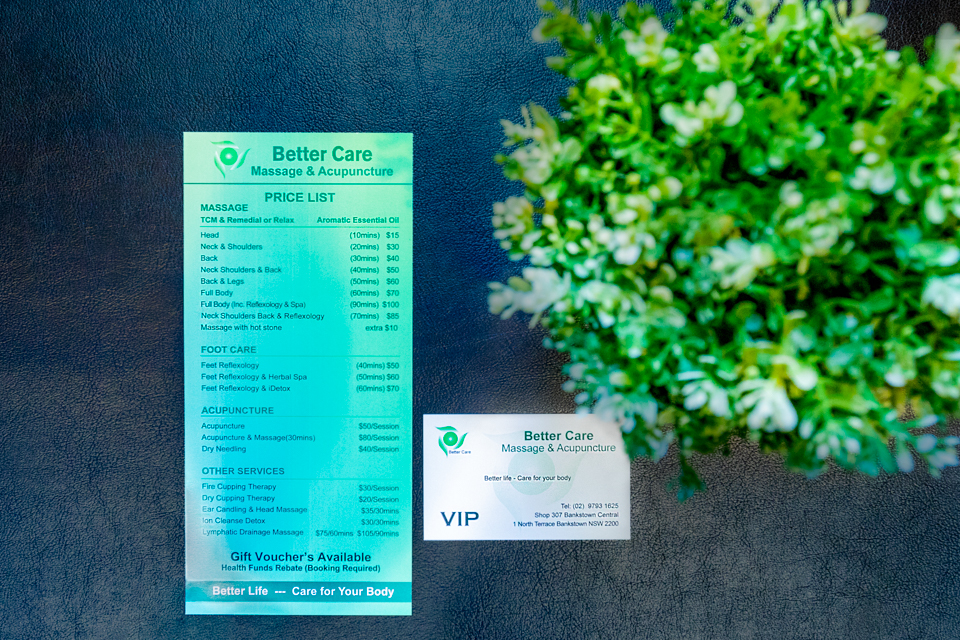 Better Care
Massage & Acupuncture
PRICE LIST
MASSAGE
TCM & Remedial or Relax Aromatic Essential Oil
Head (10mins) $15
Neck & Shoulders (20mins) $30
Back (30mins) $40
Neck Shoulders & Back (40mins) $50
Back & Legs (50mins) $60
Full Body (60mins) $70
Full Body (Inc. Reflexology & Spa) (90mins) $100
Neck Shoulders Back & Reflexology (70mins) $85
Massage with hot stone extra $10
FOOT CARE
Feet Reflexology (40mins) $50
Feet Reflexology & Herbal Spa (50mins) $60
Feet Reflexology & iDetox (60mins) $70
ACUPUNCTURE
Acupuncture $50/Session
Acupuncture & Massage(30mins) $80/Session
Dry Needling $40/Session
OTHER SERVICES
Fire Cupping Therapy $30/Session
Dry Cupping Therapy $20/Session
Ear Candling & Head Massage $35/30mins
Ion Cleanse Detox $30/30mins
Lymphatic Drainage Massage $75/60mins $105/90mins
Gift Voucher's Available
Health Funds Rebate (Booking Required)
Better Life --- Care for Your Body
Better Care
Better Care
Massage & Acupuncture
Better life - Care for your body
VIP
Tel: (02) 9793 1625
Shop 307 Bankstown Central
1 North Terrace Bankstown NSW 2200